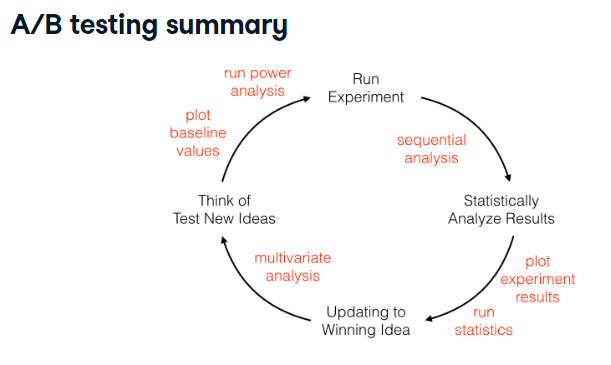 A/B testing summary
run power
analysis
Run
Experiment
plot
baseline
values
sequential
analysis
Think of
Test New Ideas
Statistically
Analyze Results
multivariate
analysis
plot
experiment
results
Updating to
Winning Idea
run
statistics